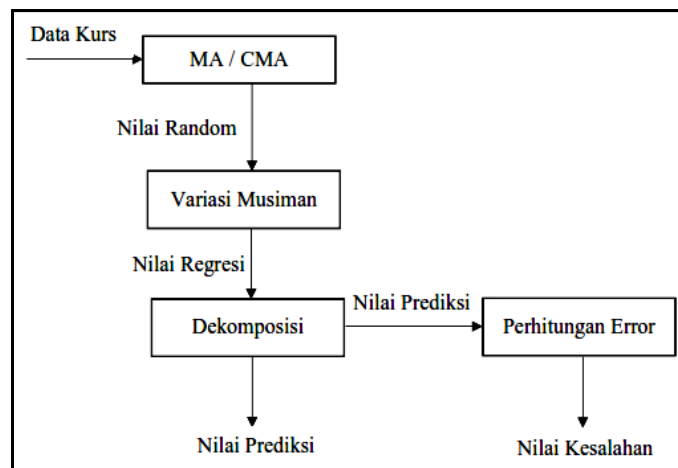 Data Kurs
MA / CMA
Nilai Random
Variasi Musiman
Nilai Regresi
Dekomposisi
Nilai Prediksi
Perhitungan Error
Nilai Prediksi
Nilai Kesalahan